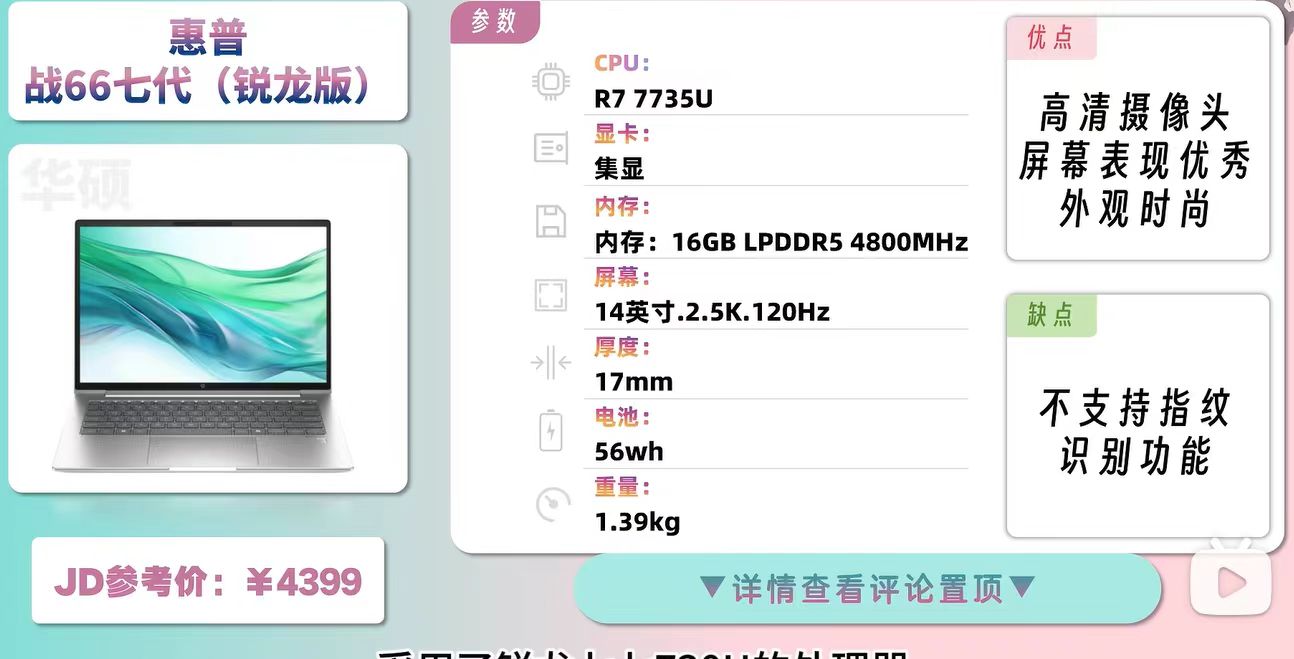 惠普
战66七代（锐龙版）
华硕
JD参考价：￥4399
参数
CPU:
R7 7735U
显卡：
集显
内存：
内存：16GB LPDDR5 4800MHz
屏幕：
14英寸.2.5K.120Hz
厚度：
17mm
电池：
56wh
重量：
1.39kg
优点
高清摄像头
屏幕表现优秀
外观时尚
缺点
不支持指纹
识别功能
▼详情查看评论置顶▼